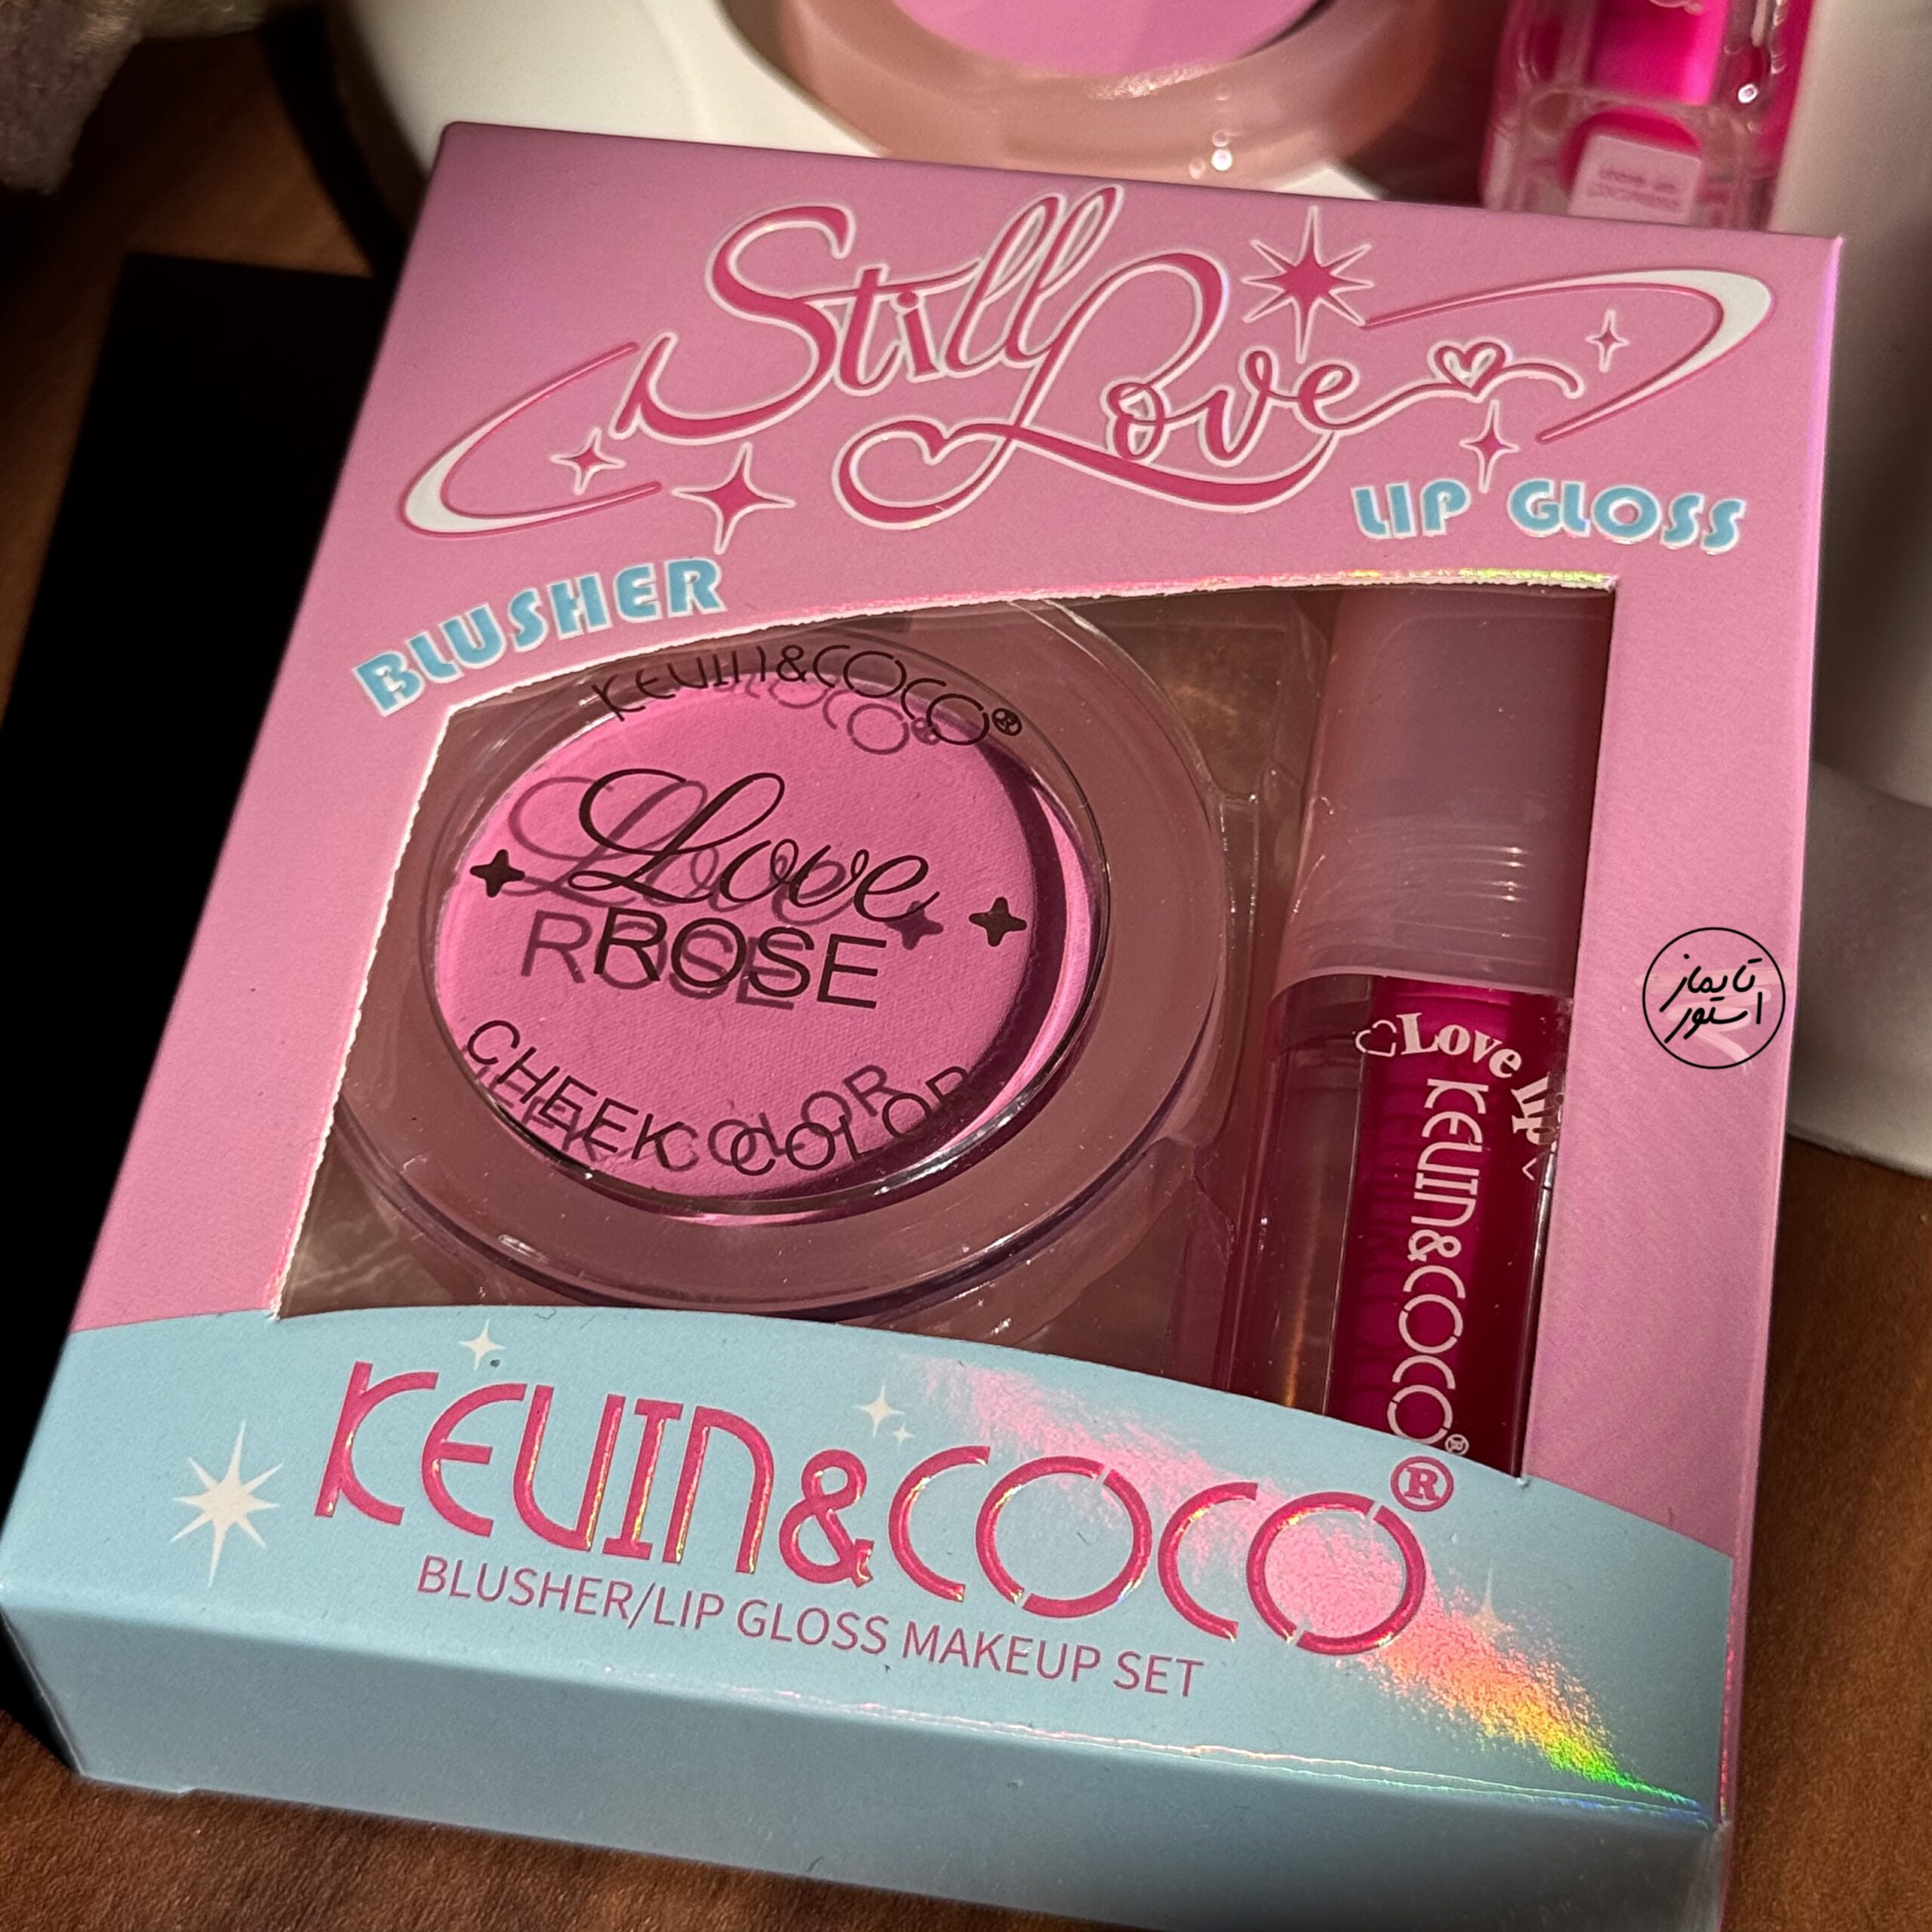 Still
Love
BLUSHER
LIP GLOSS
KEVIN&COCO®
Love
ROSE
CHEEK COLOR
Love lip
KEVIN&COCO®
تایماز
استور
KEVIN&COCO®
BLUSHER/LIP GLOSS MAKEUP SET